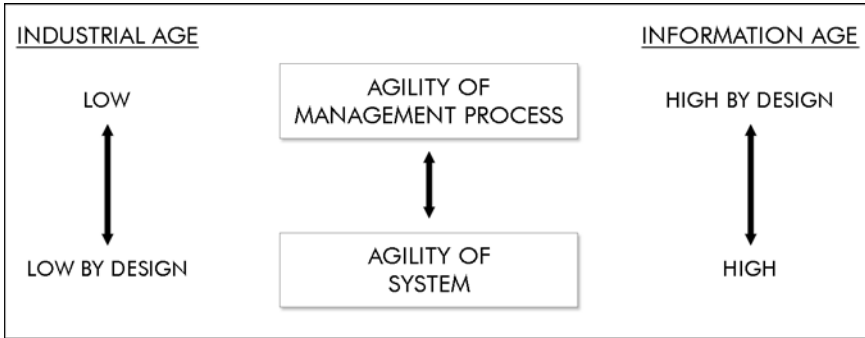 INDUSTRIAL AGE
INFORMATION AGE
LOW
AGILITY OF
MANAGEMENT PROCESS
HIGH BY DESIGN
LOW BY DESIGN
AGILITY OF
SYSTEM
HIGH